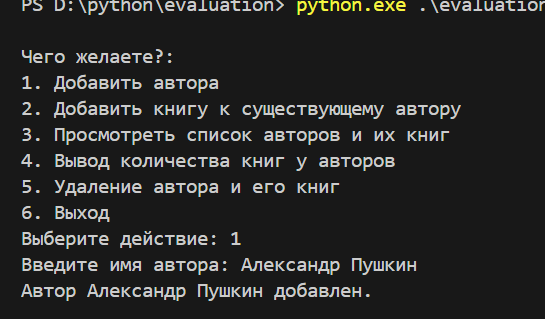 PS D:\python\evaluation> python.exe .\evaluation
Чего желаете?:
1. Добавить автора
2. Добавить книгу к существующему автору
3. Просмотреть список авторов и их книг
4. Вывод количества книг у авторов
5. Удаление автора и его книг
6. Выход
Выберите действие: 1
Введите имя автора: Александр Пушкин
Автор Александр Пушкин добавлен.